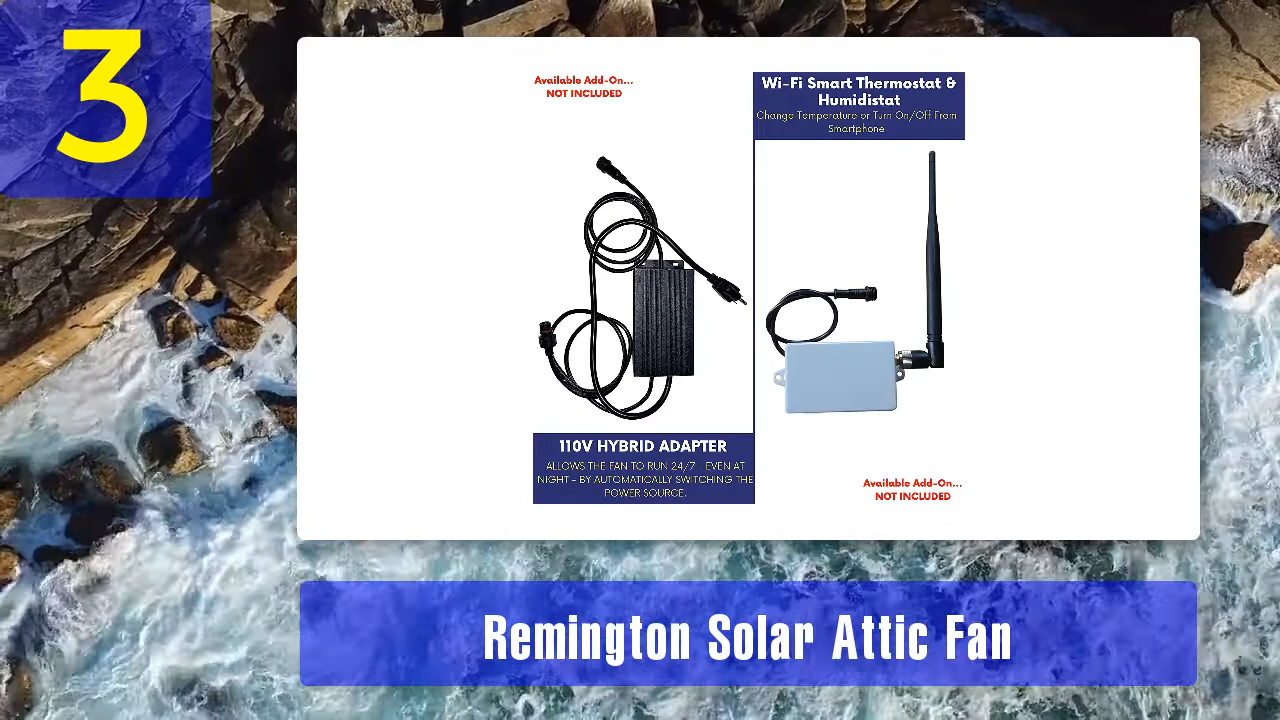 3
Available Add-On...
NOT INCLUDED
Wi-Fi Smart Thermostat &
Humidistat
Change Temperature or Turn On/Off From
Smartphone
110V HYBRID ADAPTER
ALLOWS THE FAN TO RUN 24/7 - EVEN AT
NIGHT - BY AUTOMATICALLY SWITCHING THE
POWER SOURCE.
Available Add-On...
NOT INCLUDED
Remington Solar Attic Fan